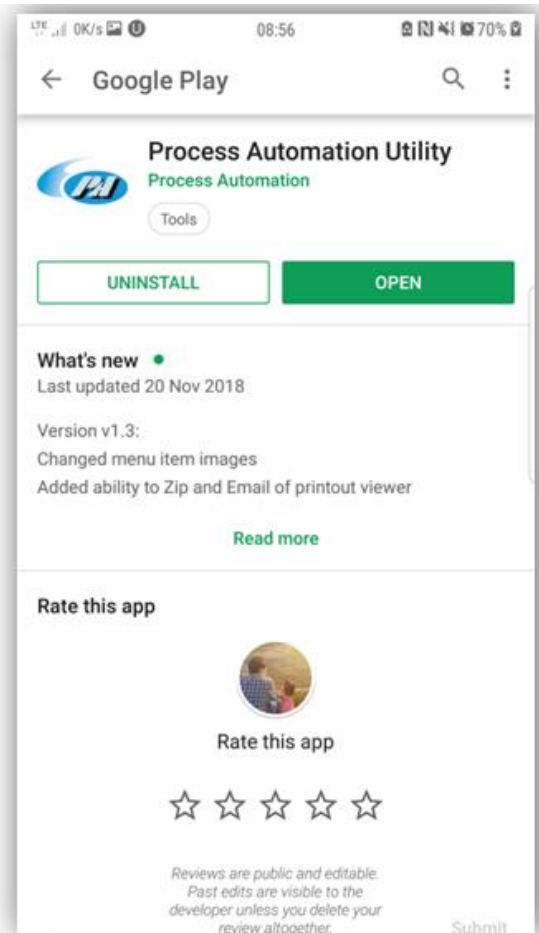 LTE 0K/s 08:56 70%
Google Play
Process Automation Utility
Process Automation
Tools
UNINSTALL OPEN
What's new
Last updated 20 Nov 2018
Version v1.3:
Changed menu item images
Added ability to Zip and Email of printout viewer
Read more
Rate this app
Rate this app
Reviews are public and editable.
Past edits are visible to the
developer unless you delete your
review altogether.
Submit